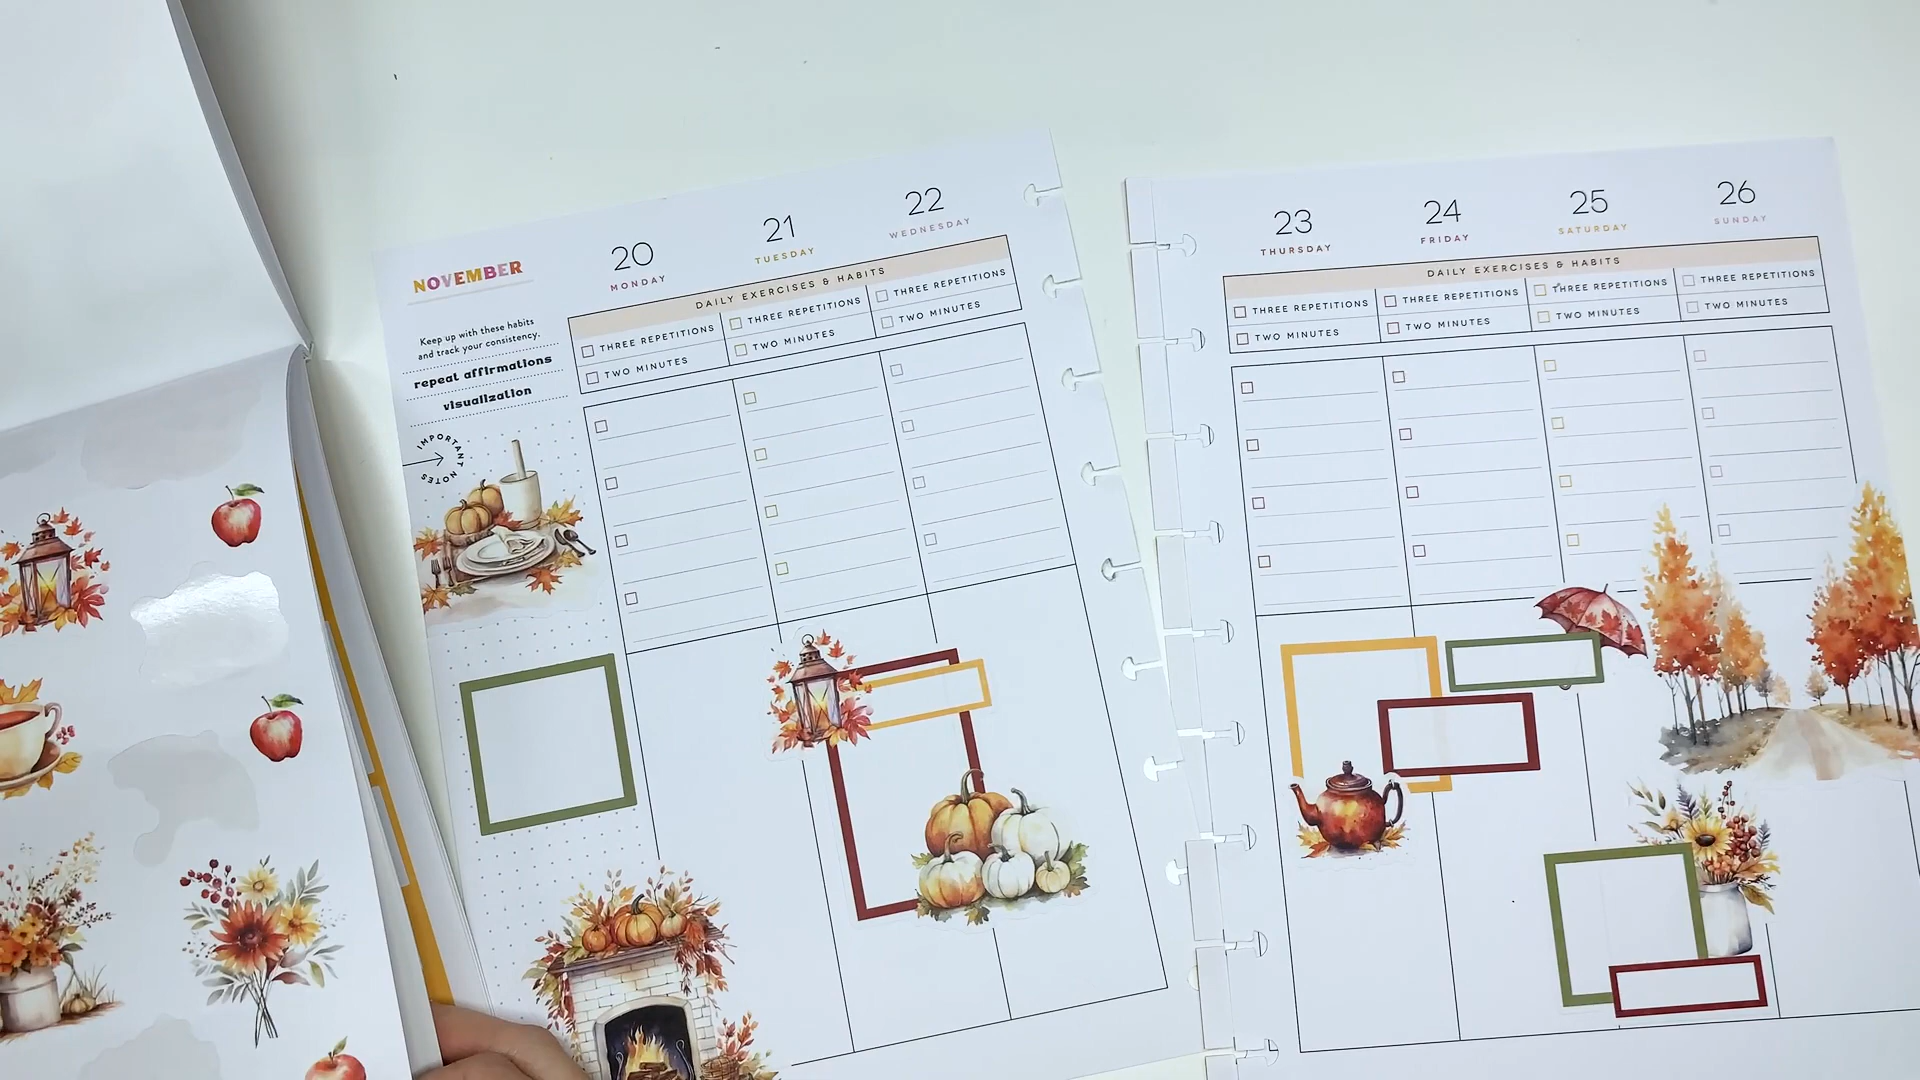 NOVEMBER
Keep up with these habits
and track your consistency.
repeat affirmations
visualization
IMPORTANT NOTES
20
MONDAY
21
TUESDAY
22
WEDNESDAY
DAILY EXERCISES & HABITS
THREE REPETITIONS
TWO MINUTES
THREE REPETITIONS
TWO MINUTES
THREE REPETITIONS
TWO MINUTES
23
THURSDAY
24
FRIDAY
25
SATURDAY
26
SUNDAY
DAILY EXERCISES & HABITS
THREE REPETITIONS
TWO MINUTES
THREE REPETITIONS
TWO MINUTES
THREE REPETITIONS
TWO MINUTES
THREE REPETITIONS
TWO MINUTES